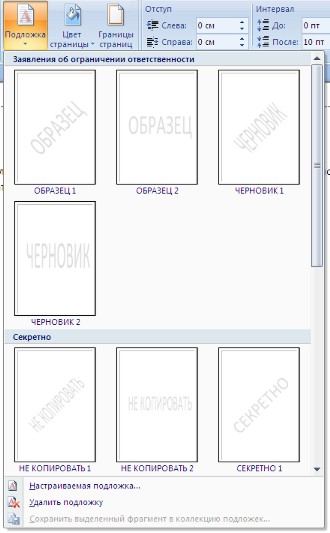 Подложка
Цвет страницы
Границы страниц
Отступ
Слева: 0 см
Справа: 0 см
Интервал
До: 0 пт
После: 10 пт
Заявления об ограничении ответственности
ОБРАЗЕЦ
ОБРАЗЕЦ
ЧЕРНОВИК
ОБРАЗЕЦ 1
ОБРАЗЕЦ 2
ЧЕРНОВИК 1
ЧЕРНОВИК
ЧЕРНОВИК 2
Секретно
НЕ КОПИРОВАТЬ
НЕ КОПИРОВАТЬ
СЕКРЕТНО
НЕ КОПИРОВАТЬ 1
НЕ КОПИРОВАТЬ 2
СЕКРЕТНО 1
Настраиваемая подложка...
Удалить подложку
Сохранить выделенный фрагмент в коллекцию подложек...